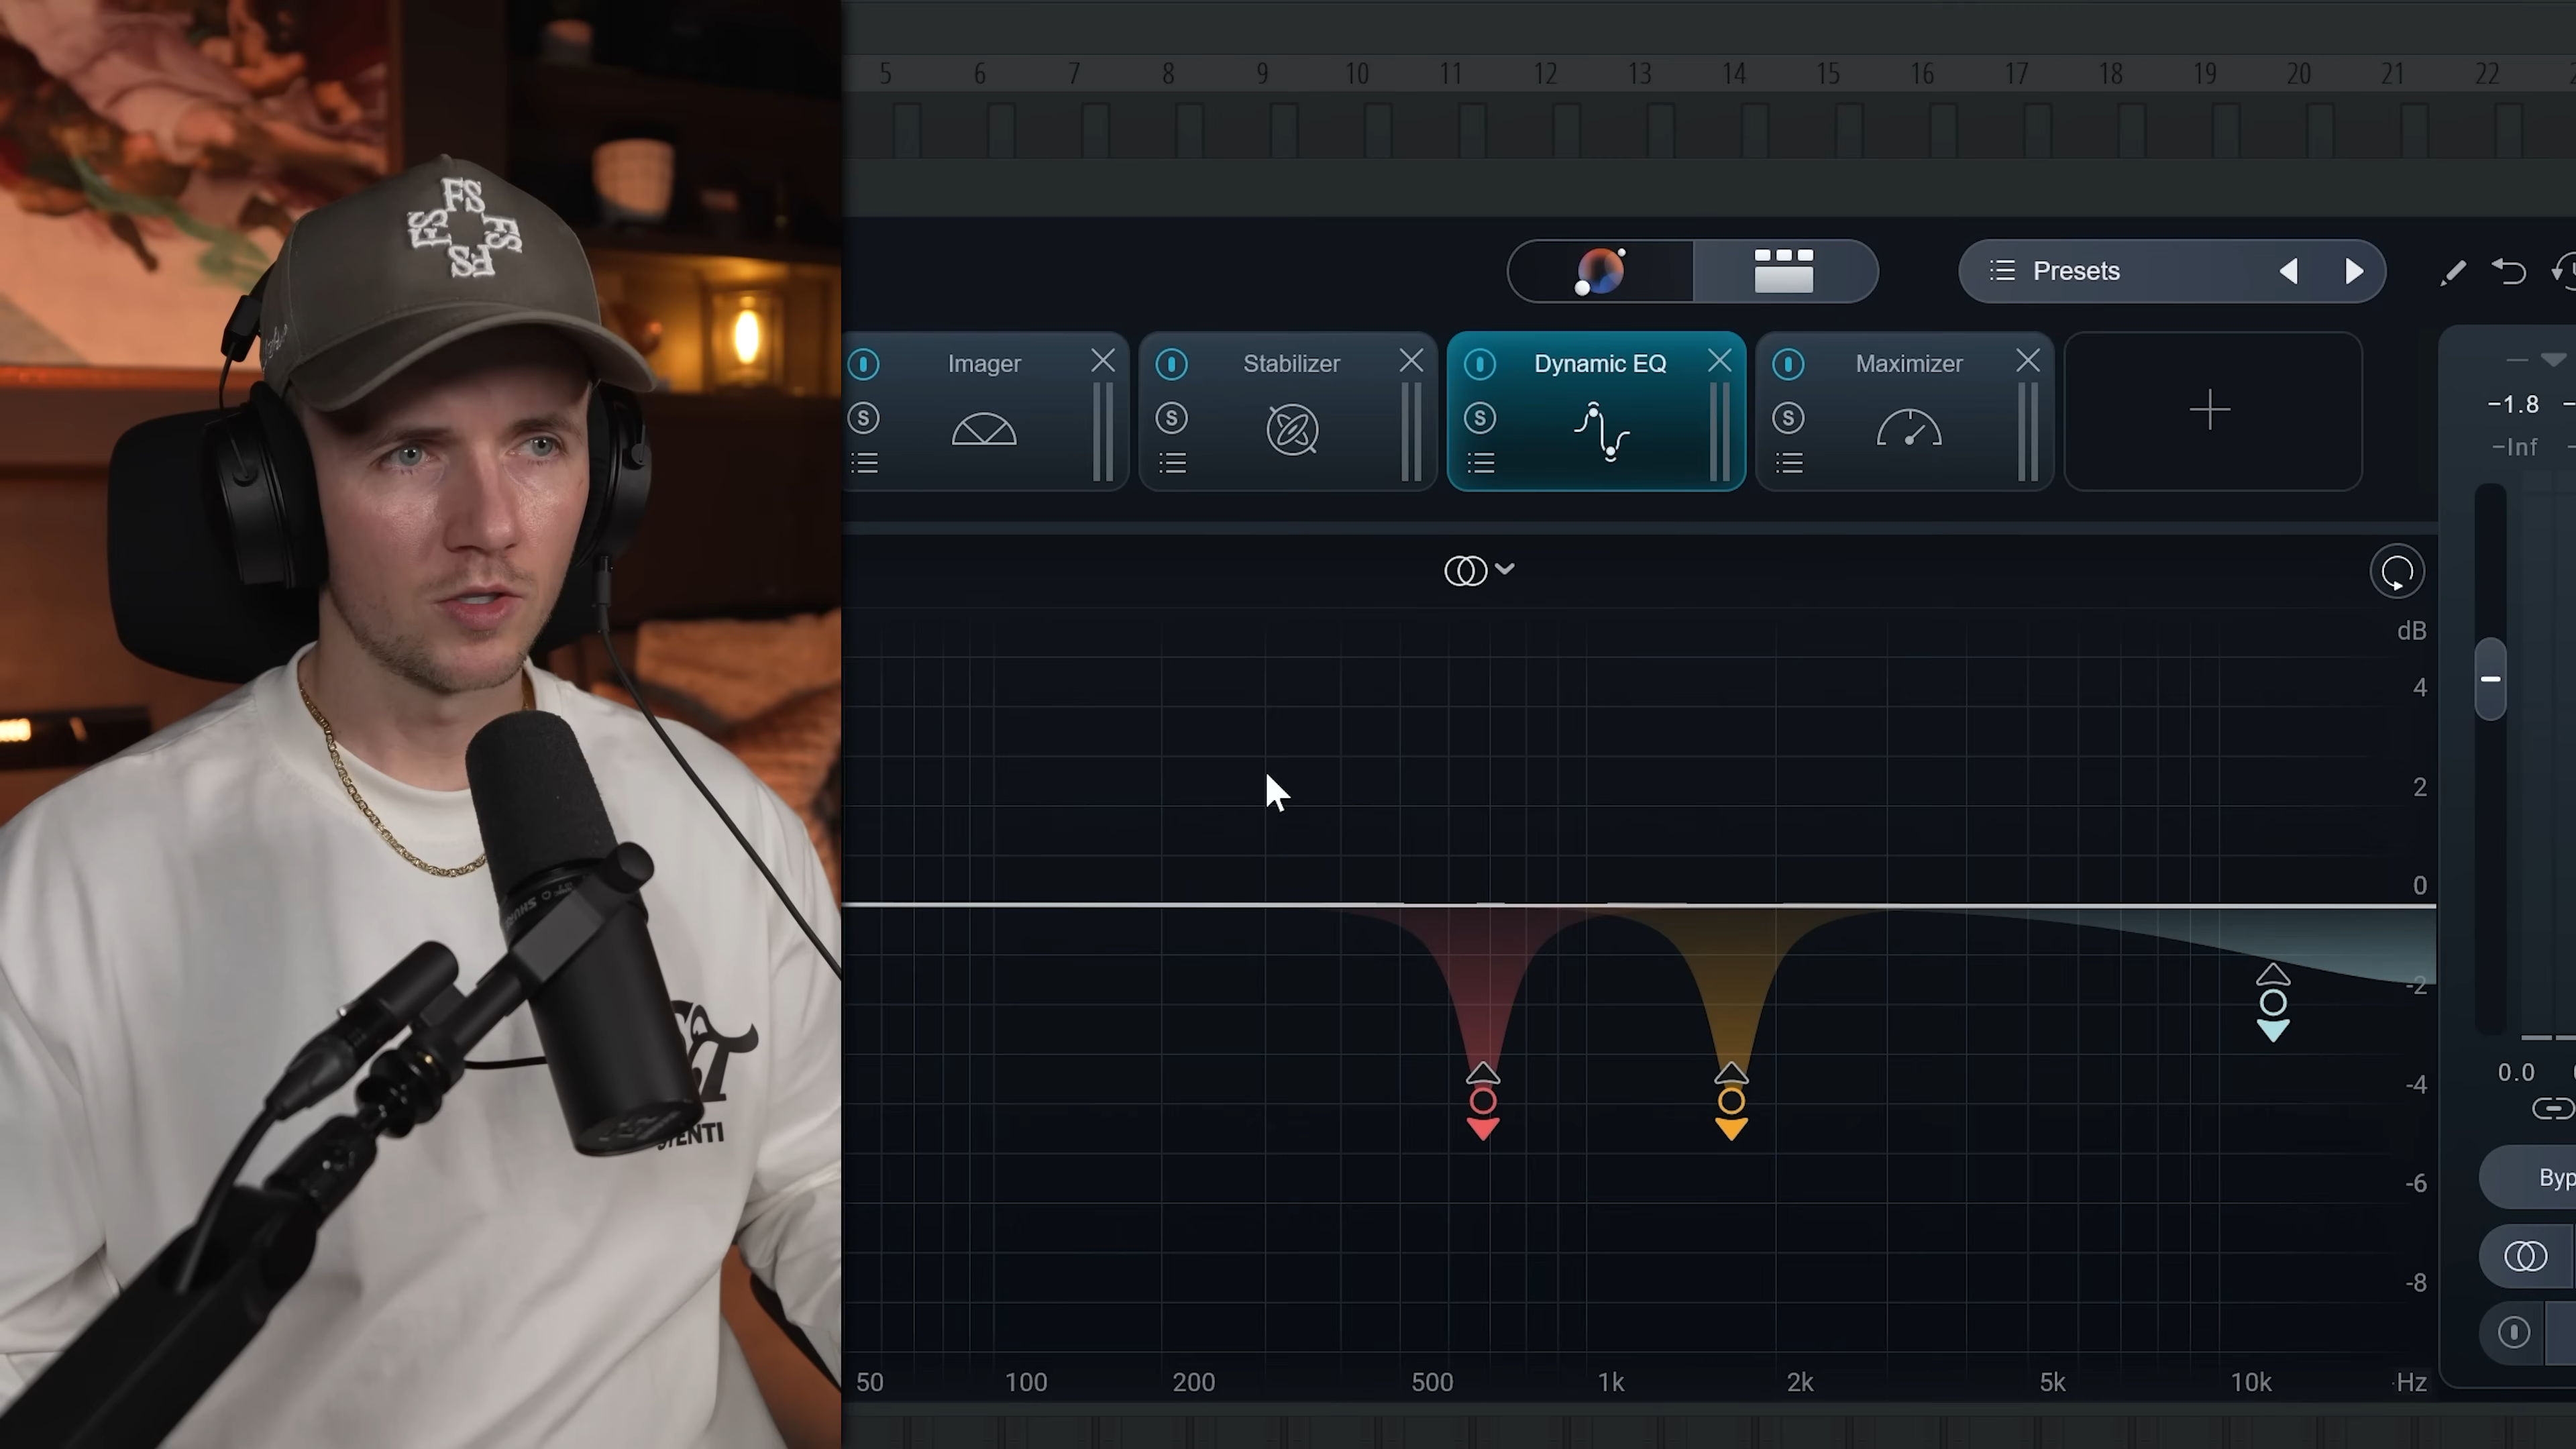 5 6 7 8 9 10 11 12 13 14 15 16 17 18 19 20 21 22
FS
FS
FS
FS
Presets
Imager
Stabilizer
Dynamic EQ
Maximizer
S
S
S
S
-1.8
-Inf
dB
4
2
0
-2
-4
-6
-8
0.0
Byp
SHURE
50 100 200 500 1k 2k 5k 10k Hz